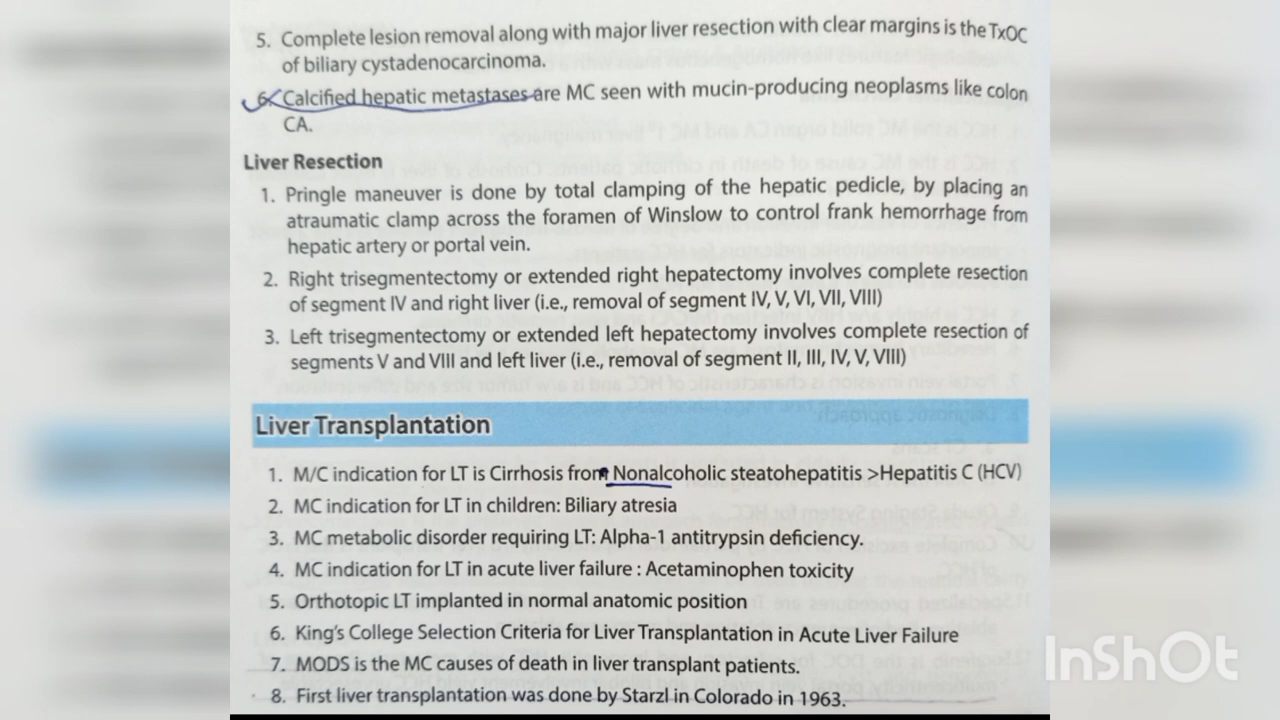 5. Complete lesion removal along with major liver resection with clear margins is the TxOC
of biliary cystadenocarcinoma.
6. Calcified hepatic metastases are MC seen with mucin-producing neoplasms like colon
CA.
Liver Resection
1. Pringle maneuver is done by total clamping of the hepatic pedicle, by placing an
atraumatic clamp across the foramen of Winslow to control frank hemorrhage from
hepatic artery or portal vein.
2. Right trisegmentectomy or extended right hepatectomy involves complete resection
of segment IV and right liver (i.e., removal of segment IV, V, VI, VII, VIII)
3. Left trisegmentectomy or extended left hepatectomy involves complete resection of
segments V and VIII and left liver (i.e., removal of segment II, III, IV, V, VIII)
Liver Transplantation
1. M/C indication for LT is Cirrhosis from Nonalcoholic steatohepatitis >Hepatitis C (HCV)
2. MC indication for LT in children: Biliary atresia
3. MC metabolic disorder requiring LT: Alpha-1 antitrypsin deficiency.
4. MC indication for LT in acute liver failure : Acetaminophen toxicity
5. Orthotopic LT implanted in normal anatomic position
6. King's College Selection Criteria for Liver Transplantation in Acute Liver Failure
7. MODS is the MC causes of death in liver transplant patients.
8. First liver transplantation was done by Starzl in Colorado in 1963.
InShOt